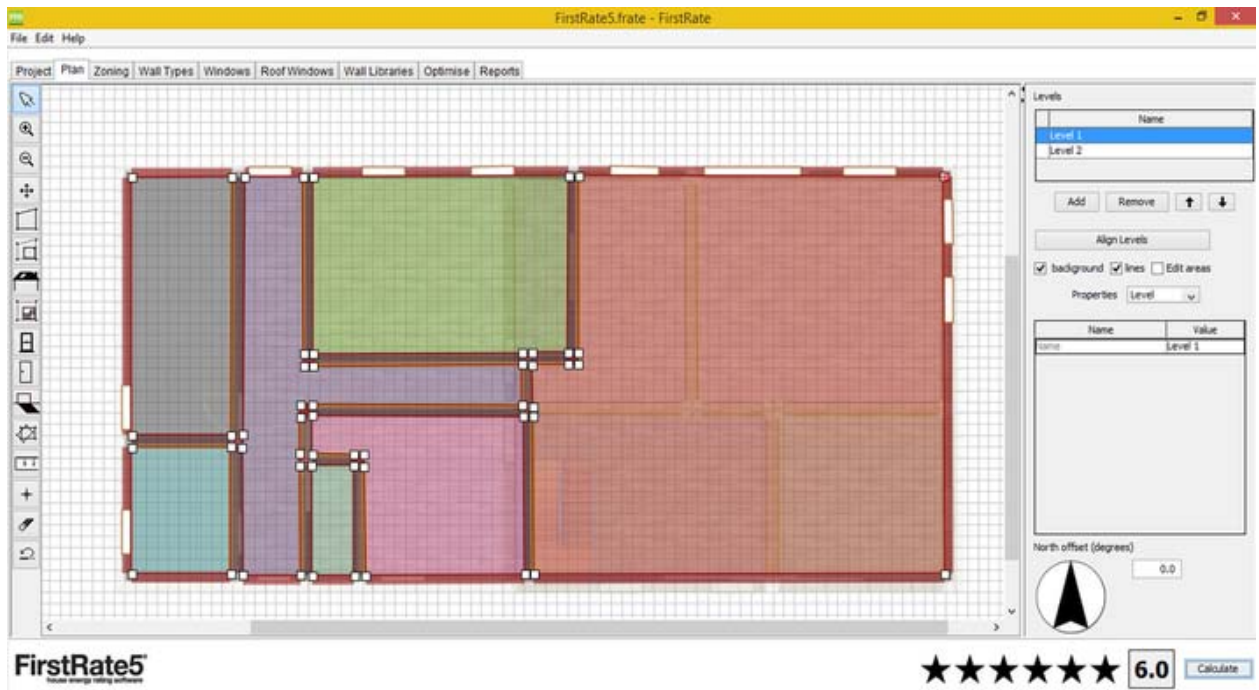 FirstRate5.frate - FirstRate
File Edit Help
Project Plan Zoning Wall Types Windows Roof Windows Wall Libraries Optimise Reports
Levels
Name
Level 1
Level 2
Add Remove
Align Levels
background lines Edit areas
Properties Level
Name Value
Name Level 1
North offset (degrees)
0.0
FirstRate5
house energy rating software
6.0
Calculate